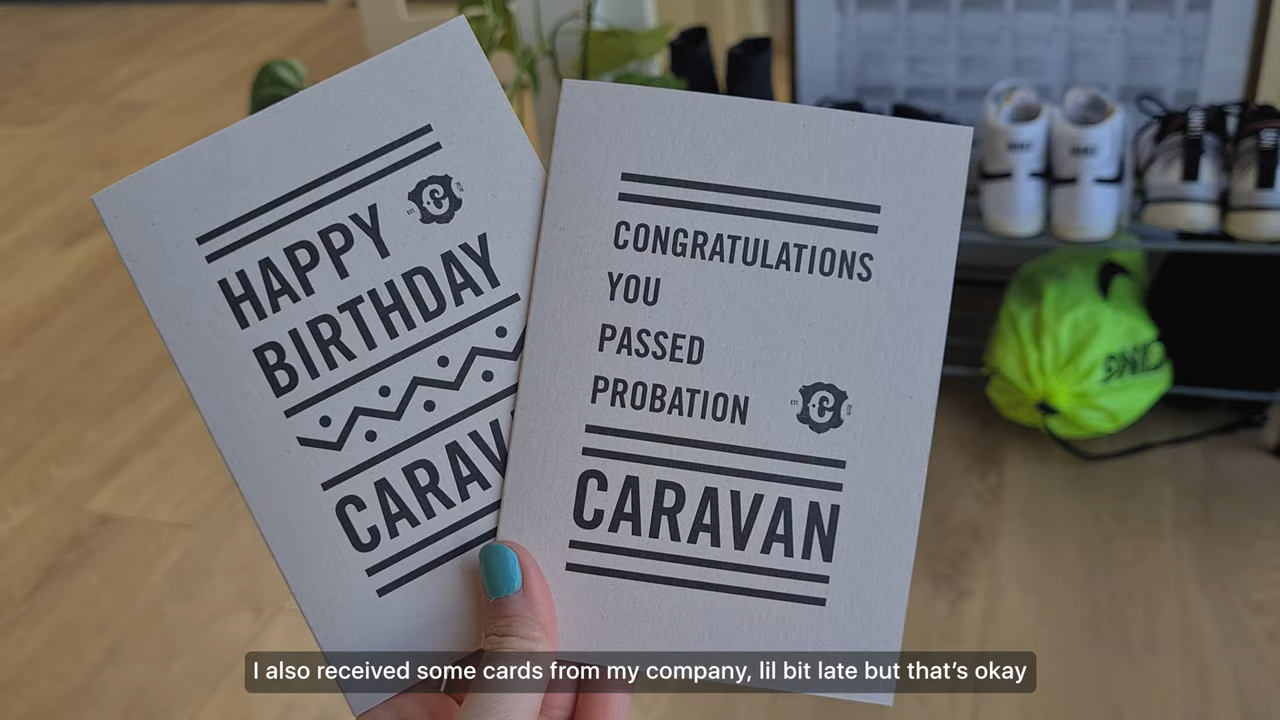 HAPPY
BIRTHDAY
CARAV
C
CONGRATULATIONS
YOU
PASSED
PROBATION
C
CARAVAN
I also received some cards from my company, lil bit late but that’s okay